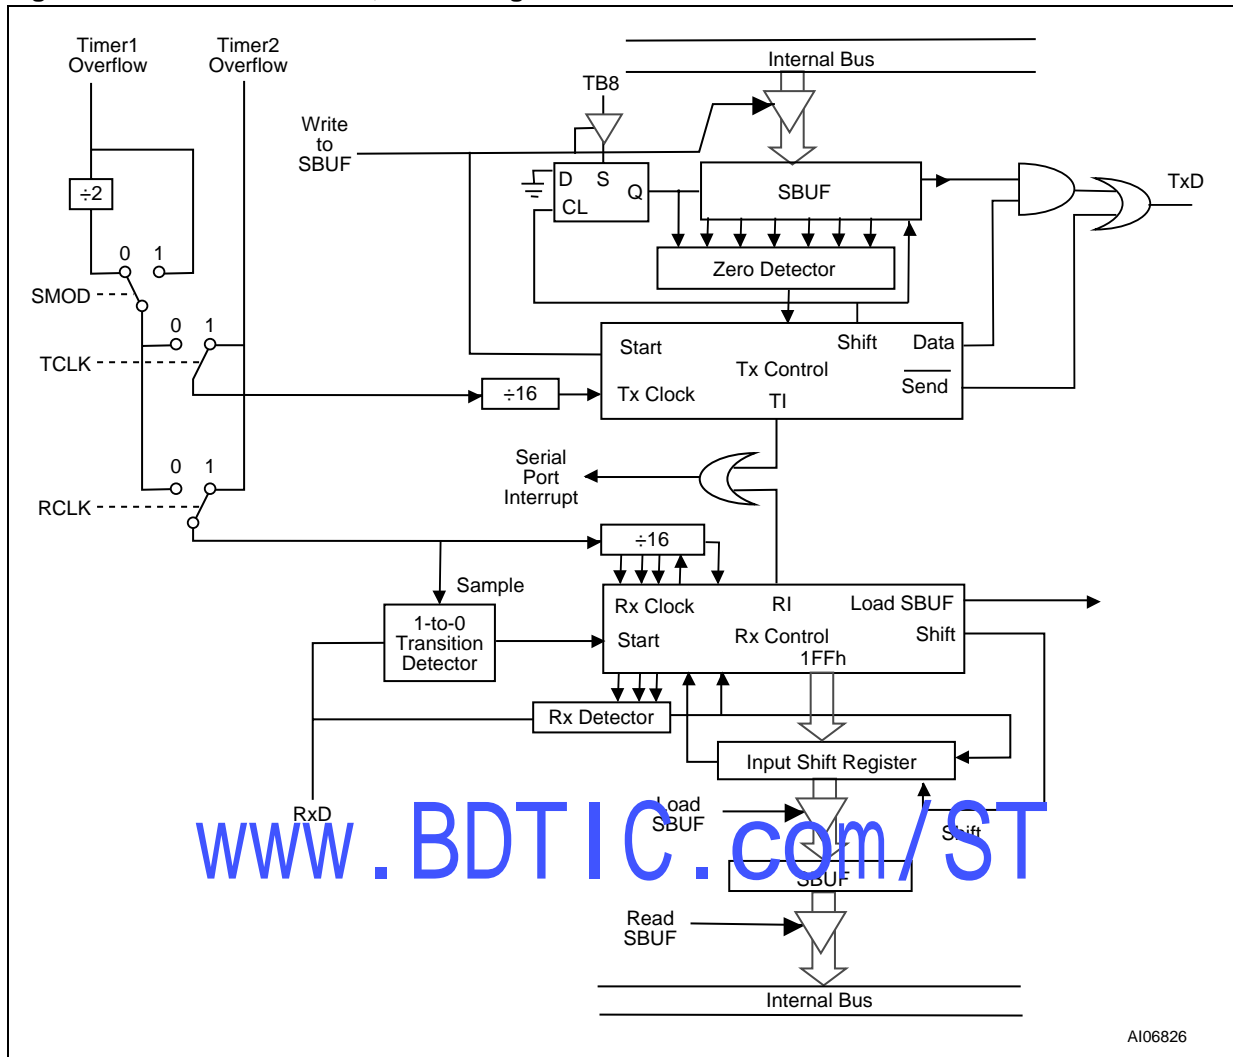 Timer1
Overflow
Timer2
Overflow
Internal Bus
TB8
Write
to
SBUF
D S
Q
CL
SBUF
TxD
÷2
Zero Detector
0 1
SMOD
0 1
TCLK
Start
Shift
Data
Tx Control
Send
÷16
Tx Clock
TI
Serial
Port
Interrupt
0 1
RCLK
÷16
Sample
Rx Clock
RI
Load SBUF
1-to-0
Transition
Detector
Start
Rx Control
Shift
1FFh
Rx Detector
Input Shift Register
RxD
Load
SBUF
Shift
www.BDTIC.com/ST
SBUF
Read
SBUF
Internal Bus
AI06826